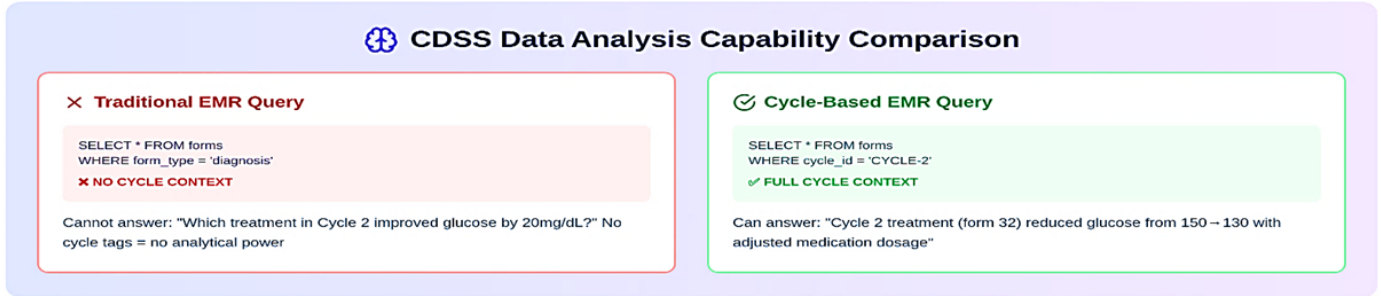 CDSS Data Analysis Capability Comparison
× Traditional EMR Query
SELECT * FROM forms
WHERE form_type = 'diagnosis'
❌ NO CYCLE CONTEXT
Cannot answer: "Which treatment in Cycle 2 improved glucose by 20mg/dL?" No
cycle tags = no analytical power
Cycle-Based EMR Query
SELECT * FROM forms
WHERE cycle_id = 'CYCLE-2'
✅ FULL CYCLE CONTEXT
Can answer: "Cycle 2 treatment (form 32) reduced glucose from 150→130 with
adjusted medication dosage"